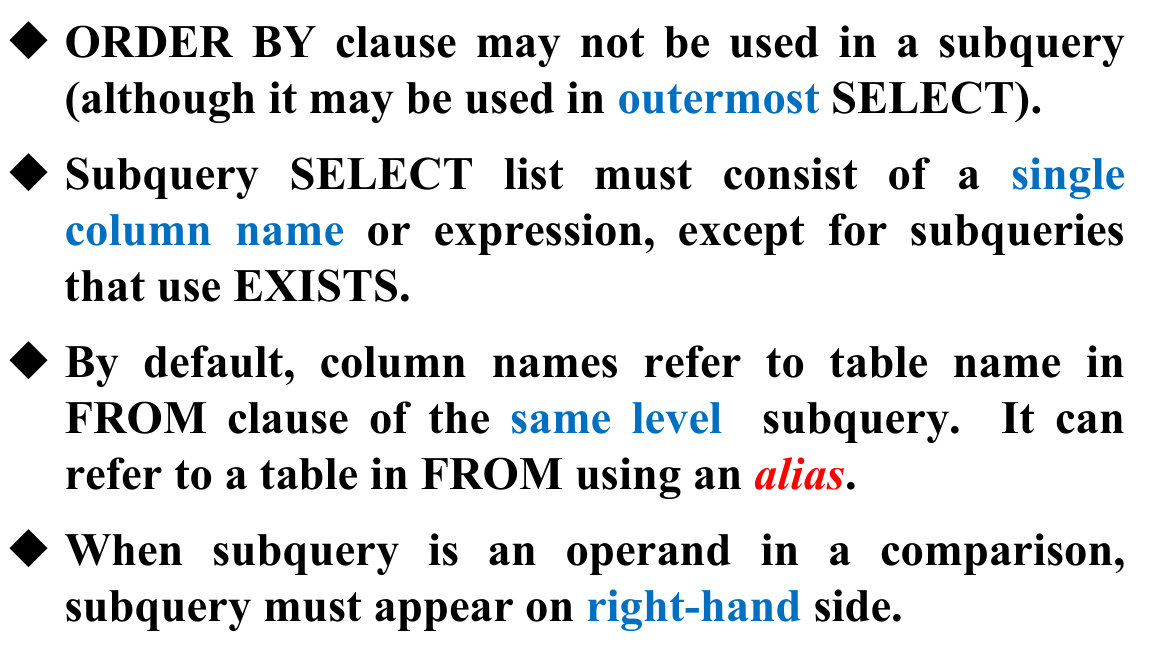 ◆ ORDER BY clause may not be used in a subquery
(although it may be used in outermost SELECT).
◆ Subquery SELECT list must consist of a single
column name or expression, except for subqueries
that use EXISTS.
◆ By default, column names refer to table name in
FROM clause of the same level subquery. It can
refer to a table in FROM using an alias.
◆ When subquery is an operand in a comparison,
subquery must appear on right-hand side.